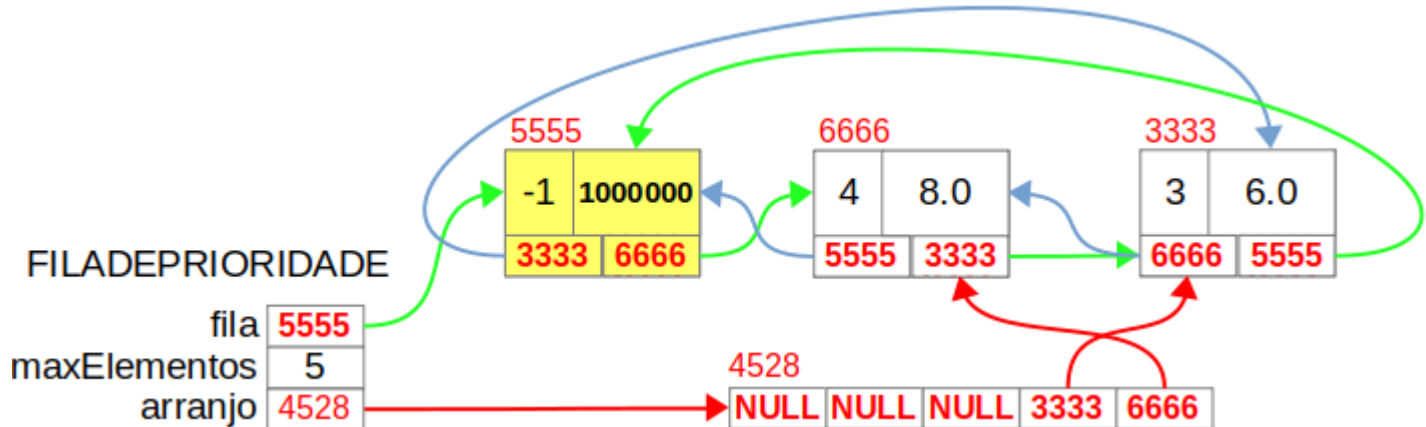 5555 6666 3333
-1 1000000 4 8.0 3 6.0
3333 6666 5555 3333 6666 5555
FILADEPRIORIDADE
fila 5555
maxElementos 5
4528
arranjo 4528
NULL NULL NULL 3333 6666